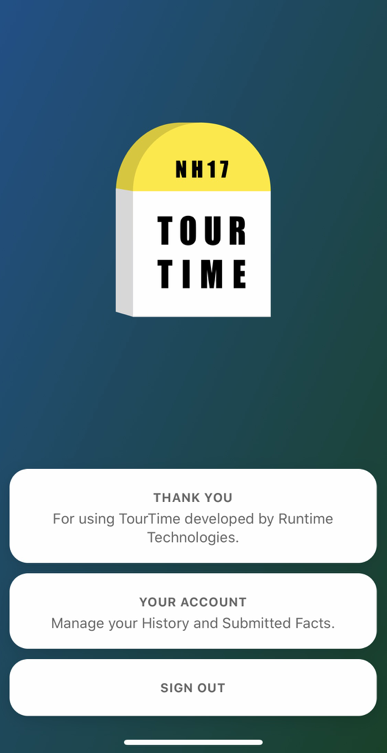 NH17
TOUR
TIME
THANK YOU
For using TourTime developed by Runtime
Technologies.
YOUR ACCOUNT
Manage your History and Submitted Facts.
SIGN OUT